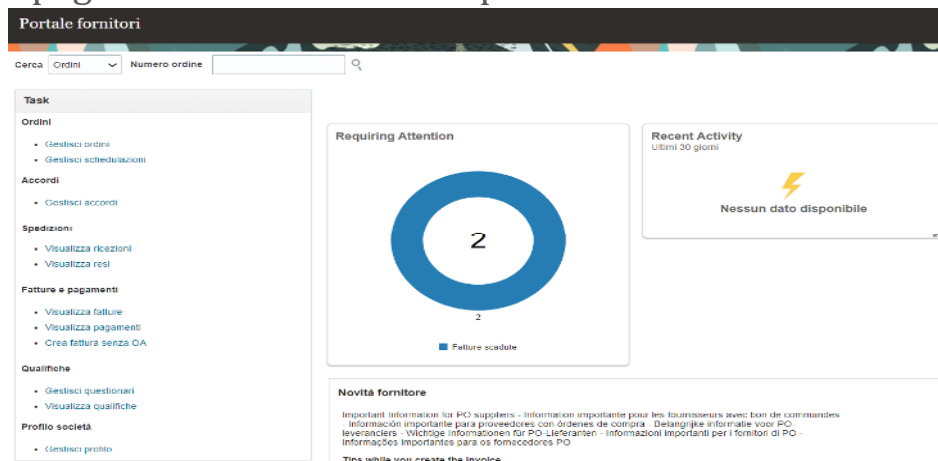 Portale fornitori
Cerca Ordini Numero ordine
Task
Ordini
Gestisci ordini
Gestisci schedulazioni
Accordi
Gestisci accordi
Spedizioni
Visualizza ricezioni
Visualizza resi
Fatture e pagamenti
Visualizza fatture
Visualizza pagamenti
Crea fattura senza OA
Qualifiche
Gestisci questionari
Visualizza qualifiche
Profilo società
Gestisci profilo
Requiring Attention
2
2
Fatture scadute
Recent Activity
Ultimi 30 giorni
Nessun dato disponibile
Novità fornitore
Important Information for PO suppliers - Information importante pour les fournisseurs avec bon de commandes
- Información importante para proveedores con órdenes de compra - Belangrijke informatie voor PO-
leveranciers - Wichtige Informationen für PO-Lieferanten - Informazioni importanti per i fornitori di PO -
Informações importantes para os fornecedores PO
Tips while you create the Invoice